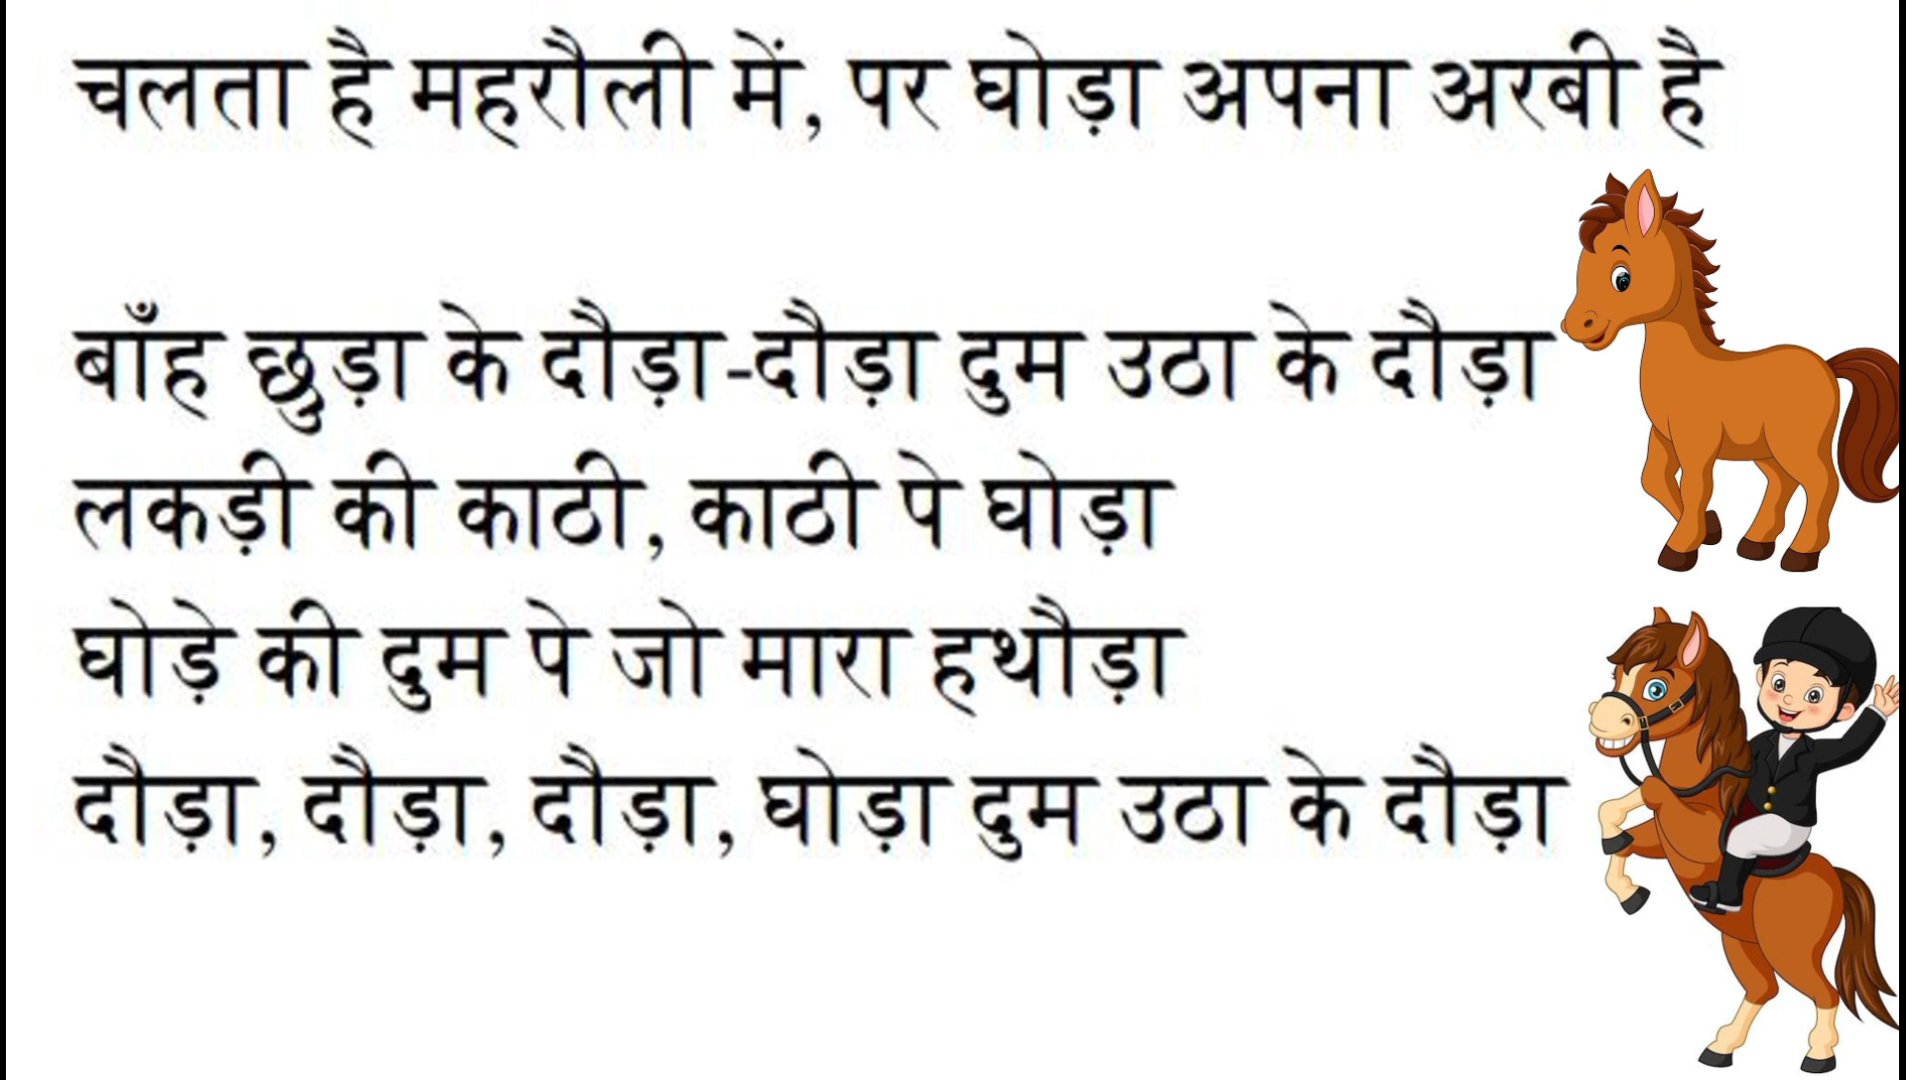 चलता है महरौली में, पर घोड़ा अपना अरबी है
बाँह छुड़ा के दौड़ा-दौड़ा दुम उठा के दौड़ा
लकड़ी की काठी, काठी पे घोड़ा
घोड़े की दुम पे जो मारा हथौड़ा
दौड़ा, दौड़ा, दौड़ा, घोड़ा दुम उठा के दौड़ा